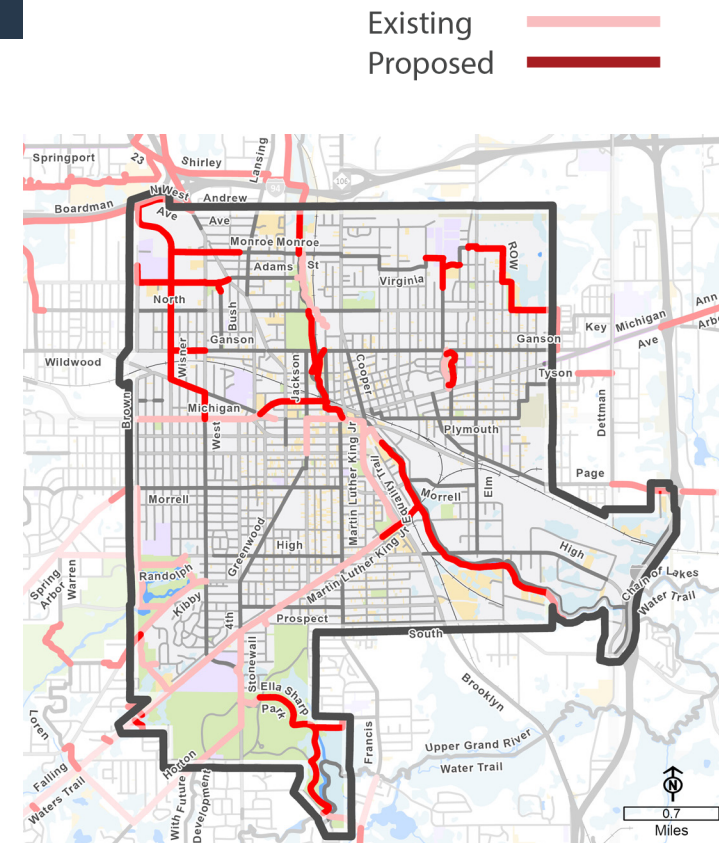 Existing
Proposed
Springport
23
Shirley
Lansing
94
106
N West
Ave
Andrew
Ave
Boardman
Monroe Monroe
Adams
St
Virginia
ROW
North
Bush
Ganson
Ganson
Key
Michigan
Ave
Ann
Arb
Wildwood
Wisner
Jackson
Cooper
Tyson
Brown
Michigan
West
Plymouth
Dettman
Martin Luther King Jr
Equality Trail
Page
Morrell
Morrell
Elm
Greenwood
High
High
Martin Luther King Jr
Spring
Arbor
Warren
Randolph
Kibby
Chain of Lakes
Water Trail
4th
Prospect
South
Stonewall
Ella Sharp
Park
Brooklyn
Loren
Francis
Upper Grand River
Water Trail
Horton
Falling
Waters Trail
With Future
Development
N
0.7
Miles